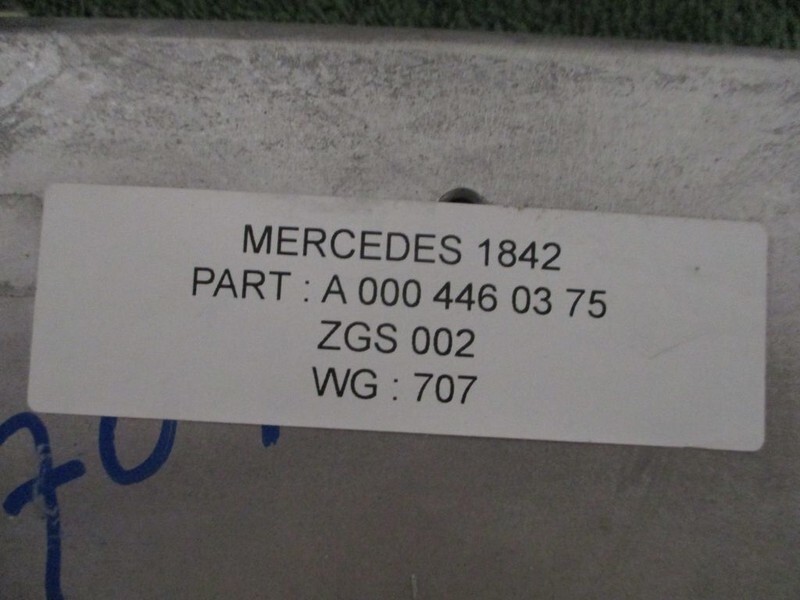 MERCEDES 1842
PART : A 000 446 03 75
ZGS 002
WG : 707